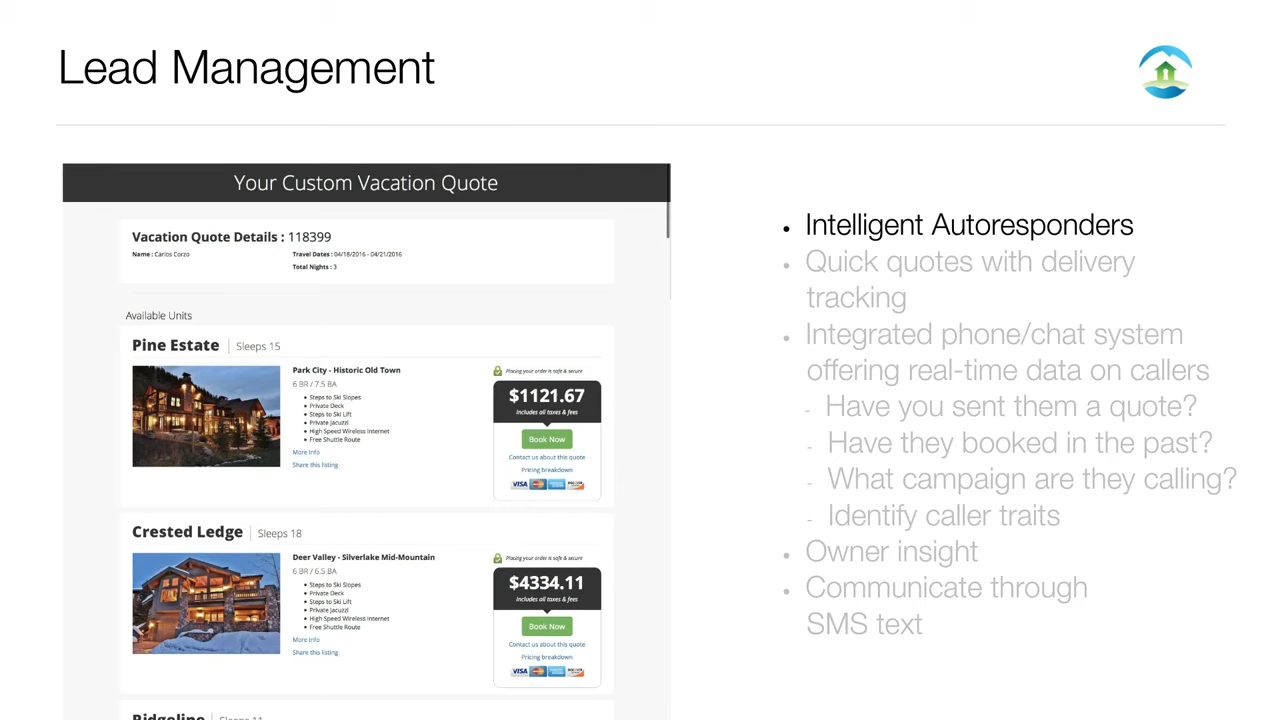 Lead Management
Your Custom Vacation Quote
Vacation Quote Details : 118399
Name : Carlos Corzo
Travel Dates : 04/18/2016 - 04/21/2016
Total Nights : 3
Available Units
Pine Estate | Sleeps 15
Park City - Historic Old Town
6 BR / 7.5 BA
• Steps to Ski Slopes
• Private Deck
• Steps to Ski Lift
• Private Jacuzzi
• High Speed Wireless Internet
• Free Shuttle Route
More Info
Share this listing
Placing your order is safe & secure
$1121.67
includes all taxes & fees
Book Now
Contact us about this quote
Pricing breakdown
VISA
Crested Ledge | Sleeps 18
Deer Valley - Silverlake Mid-Mountain
6 BR / 6.5 BA
• Steps to Ski Slopes
• Private Deck
• Steps to Ski Lift
• Private Jacuzzi
• High Speed Wireless Internet
• Free Shuttle Route
More Info
Share this listing
Placing your order is safe & secure
$4334.11
includes all taxes & fees
Book Now
Contact us about this quote
Pricing breakdown
VISA
Ridgeline | Sleeps 11
• Intelligent Autoresponders
• Quick quotes with delivery
tracking
• Integrated phone/chat system
offering real-time data on callers
- Have you sent them a quote?
- Have they booked in the past?
- What campaign are they calling?
- Identify caller traits
• Owner insight
• Communicate through
SMS text